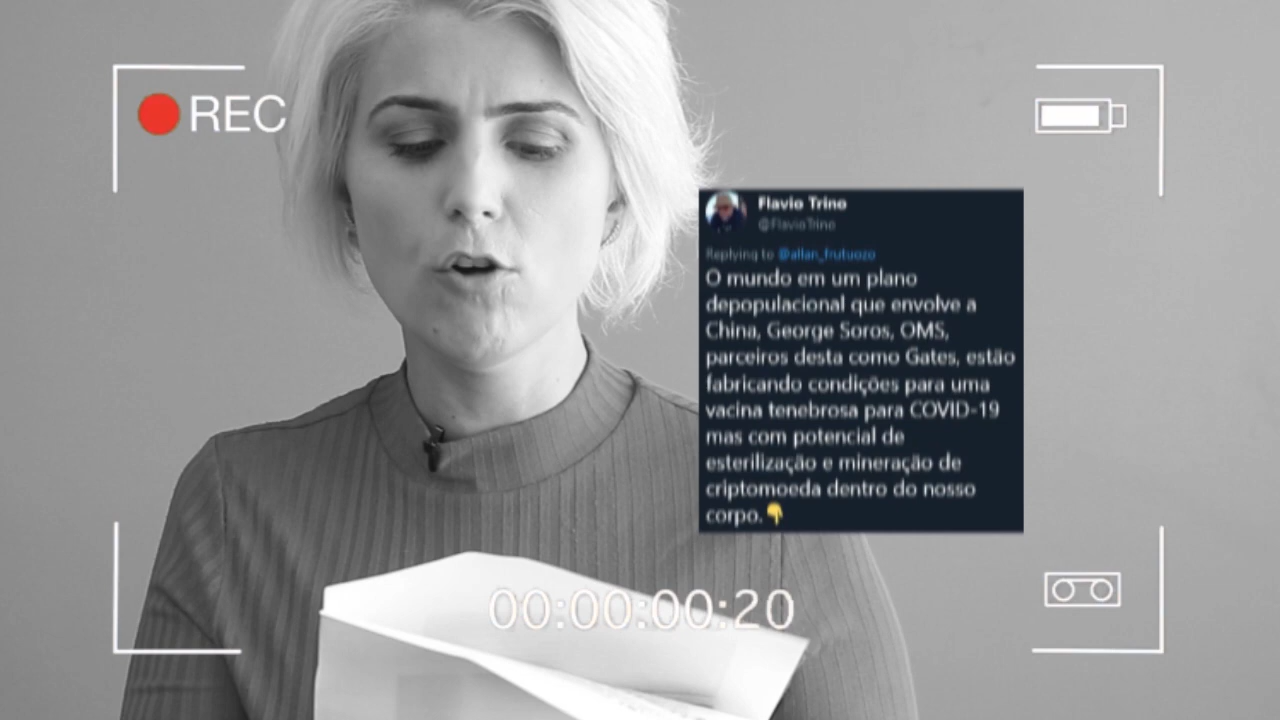 REC
Flavio Trino
@FlavioTrino
Replying to @allan_frutuozo
O mundo em um plano
depopulacional que envolve a
China, George Soros, OMS,
parceiros desta como Gates, estão
fabricando condições para uma
vacina tenebrosa para COVID-19
mas com potencial de
esterilização e mineração de
criptomoeda dentro do nosso
corpo.👇
00:00:00:20